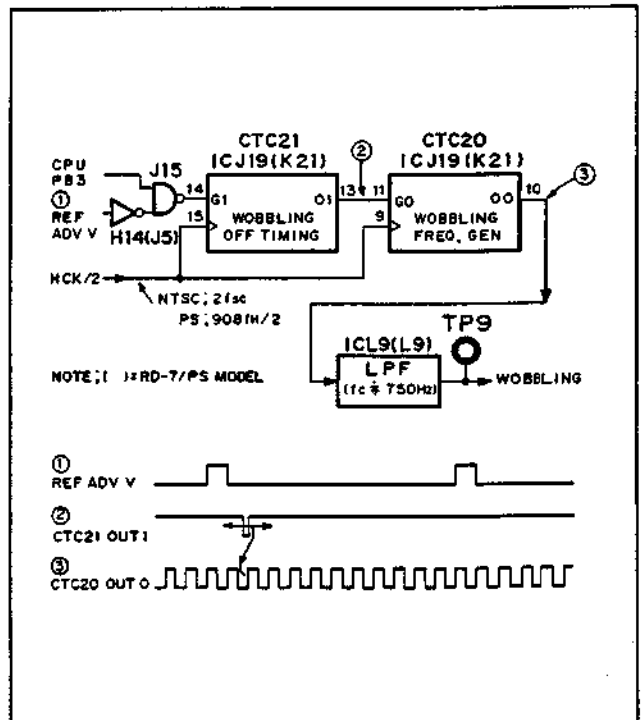 CTC21
ICJ19(K21)
②
CTC20
ICJ19(K21)
CPU
PB3
J15
①
REF
ADV V
H14(J5)
14
G1
15
WOBBLING
OFF TIMING
O1
13
11
G0
9
WOBBLING
FREQ. GEN
OO
10
③
HCK/2
NTSC; 2fsc
PS; 908fH/2
TP9
ICL9(L9)
LPF
(fc ≑ 750Hz)
WOBBLING
NOTE; ( )=RD-7/PS MODEL
①
REF ADV V
②
CTC21 OUT1
③
CTC20 OUT O